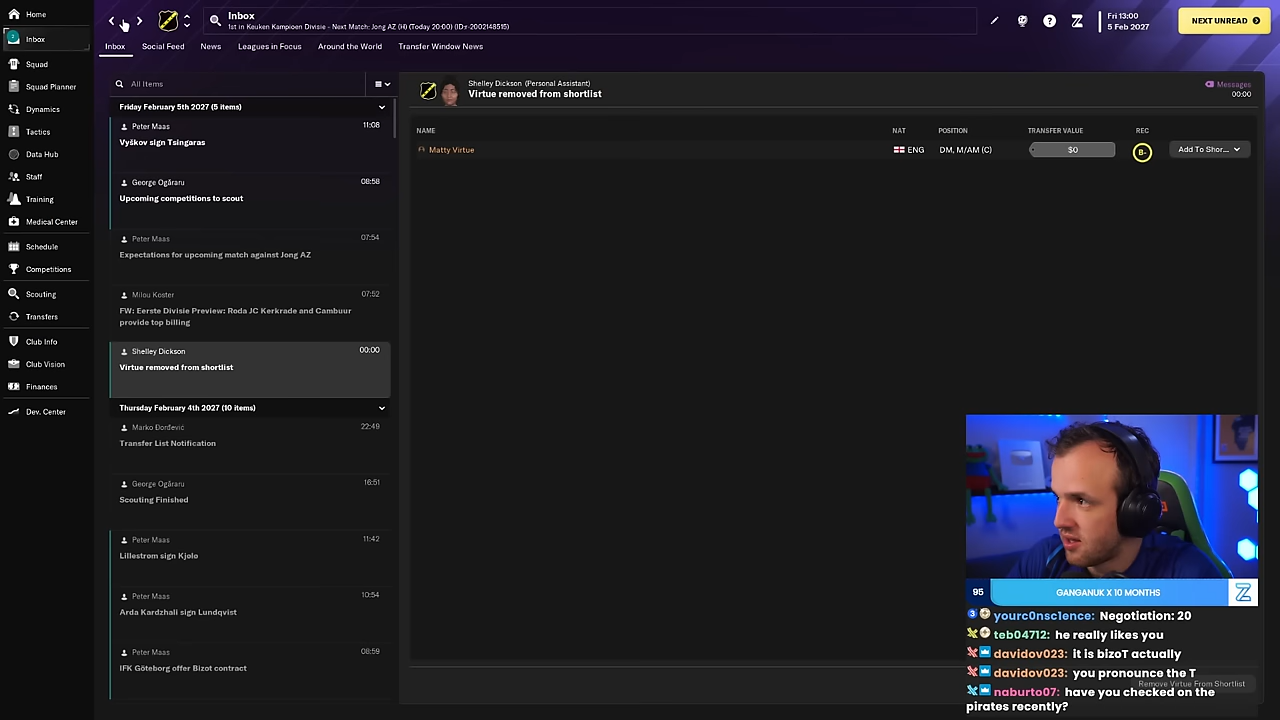 Home
Inbox
Squad
Squad Planner
Dynamics
Tactics
Data Hub
Staff
Training
Medical Center
Schedule
Competitions
Scouting
Transfers
Club Info
Club Vision
Finances
Dev. Center
Inbox
1st in Keuken Kampioen Divisie - Next Match: Jong AZ (H) (Today 20:00) (ID:-2002148515)
Fri 13:00
5 Feb 2027
NEXT UNREAD
Inbox
Social Feed
News
Leagues in Focus
Around the World
Transfer Window News
All Items
Friday February 5th 2027 (5 items)
Peter Maas 11:08
Vyškov sign Tsingaras
George Ogăraru 08:58
Upcoming competitions to scout
Peter Maas 07:54
Expectations for upcoming match against Jong AZ
Milou Koster 07:52
FW: Eerste Divisie Preview: Roda JC Kerkrade and Cambuur
provide top billing
Shelley Dickson 00:00
Virtue removed from shortlist
Thursday February 4th 2027 (10 items)
Marko Đorđević 22:49
Transfer List Notification
George Ogăraru 16:51
Scouting Finished
Peter Maas 11:42
Lillestrøm sign Kjolo
Peter Maas 10:54
Arda Kardzhali sign Lundqvist
Peter Maas 08:59
IFK Göteborg offer Bizot contract
Shelley Dickson (Personal Assistant)
Virtue removed from shortlist
Messages
00:00
NAME NAT POSITION TRANSFER VALUE REC
Matty Virtue ENG DM, M/AM (C) $0 B- Add To Shor...
95 GANGANUK X 10 MONTHS Z
3 yourc0nsc1ence: Negotiation: 20
teb04712: he really likes you
davidov023: it is bizoT actually
davidov023: you pronounce the T
Remove Virtue From Shortlist
naburto07: have you checked on the
pirates recently?